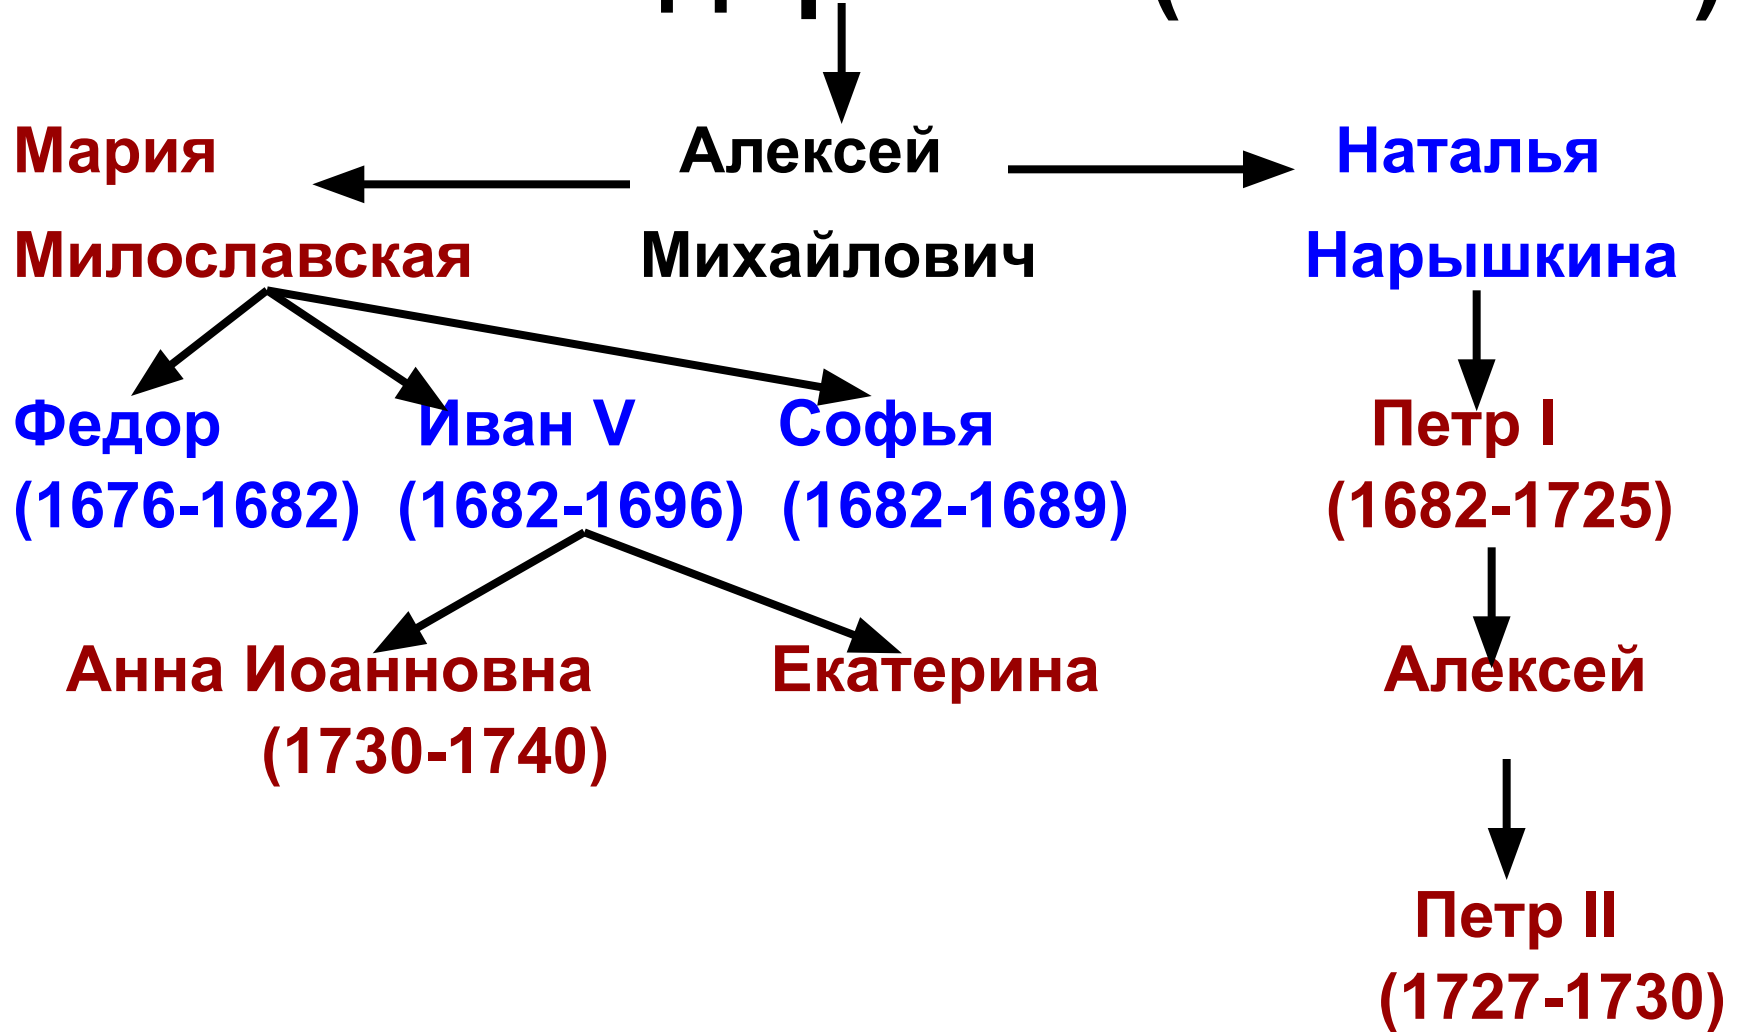 Мария Алексей Наталья
Милославская Михайлович Нарышкина
Федор Иван V Софья Петр I
(1676-1682) (1682-1696) (1682-1689) (1682-1725)
Анна Иоанновна Екатерина Алексей
(1730-1740)
Петр II
(1727-1730)